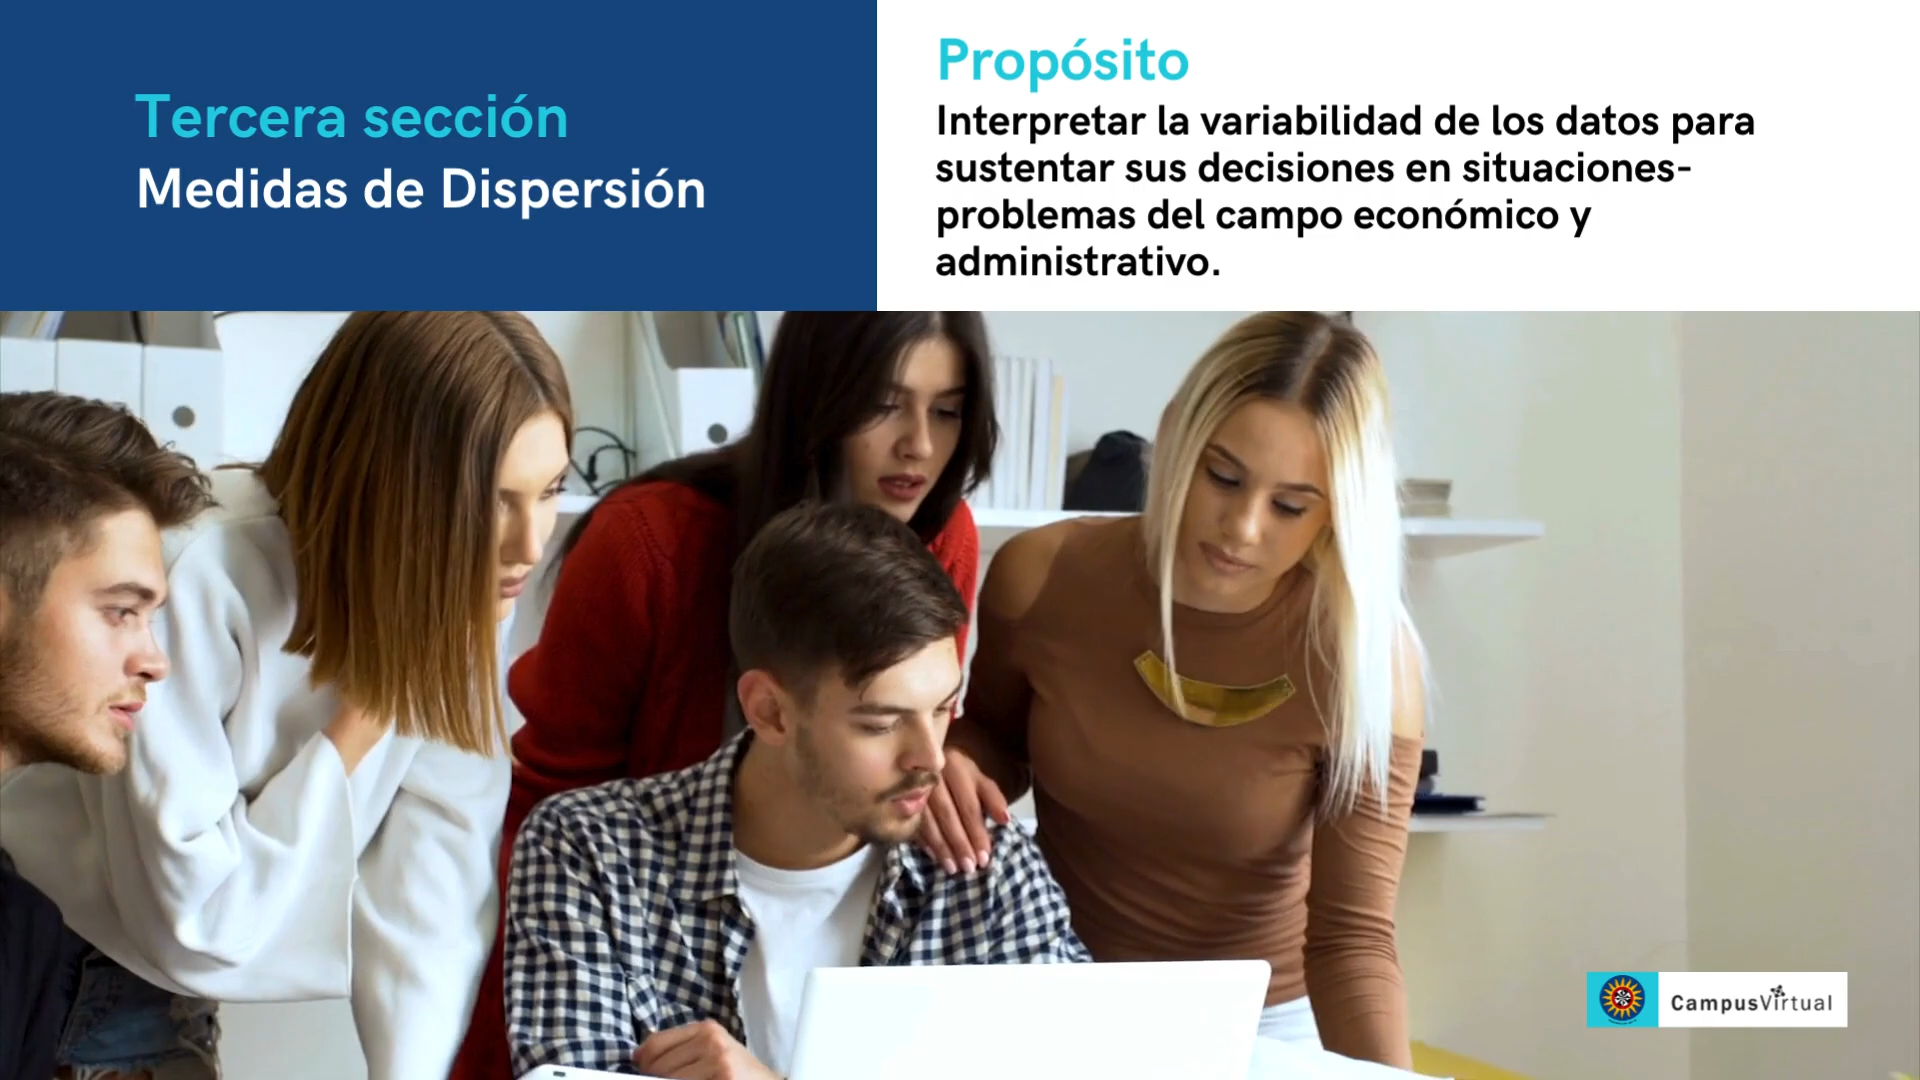 Tercera sección
Medidas de Dispersión
Propósito
Interpretar la variabilidad de los datos para
sustentar sus decisiones en situaciones-
problemas del campo económico y
administrativo.
CampusVirtual